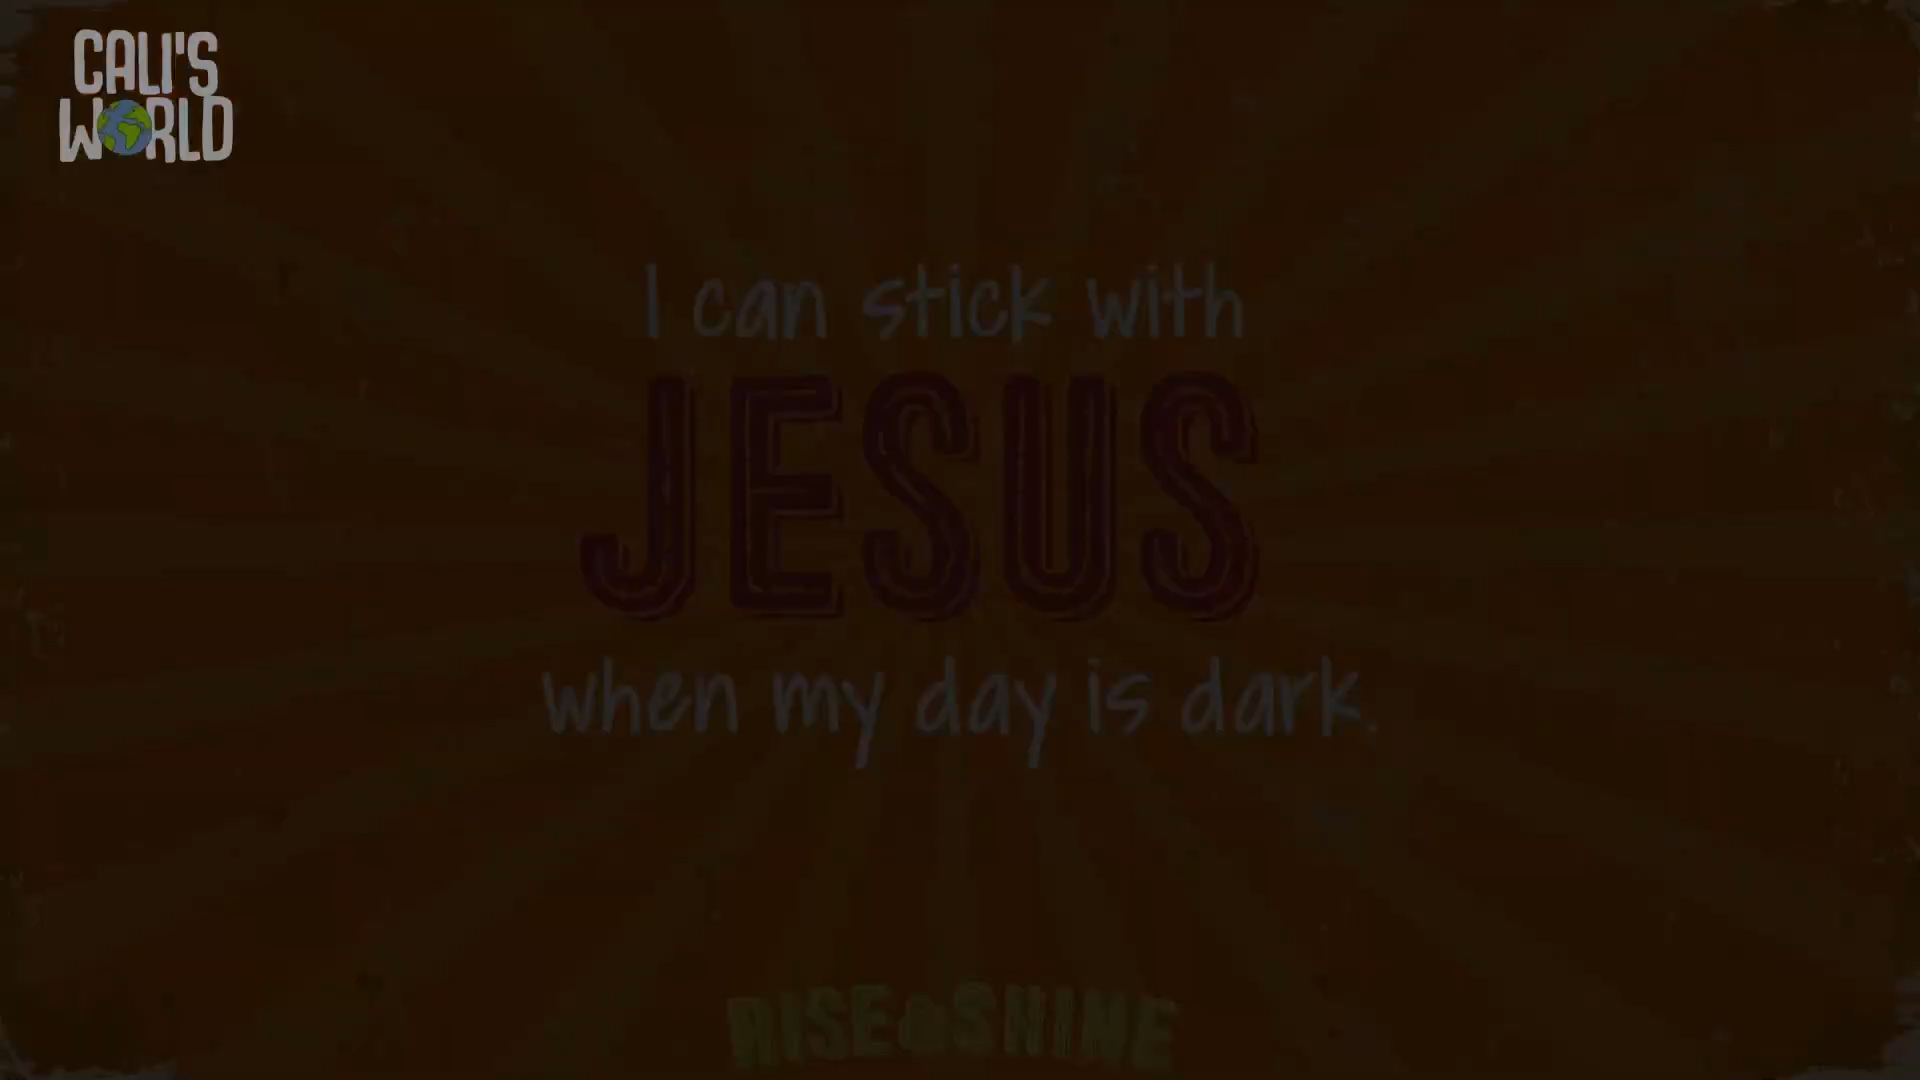 CALI'S
WORLD
I can stick with
JESUS
when my day is dark.
RISE & SHINE